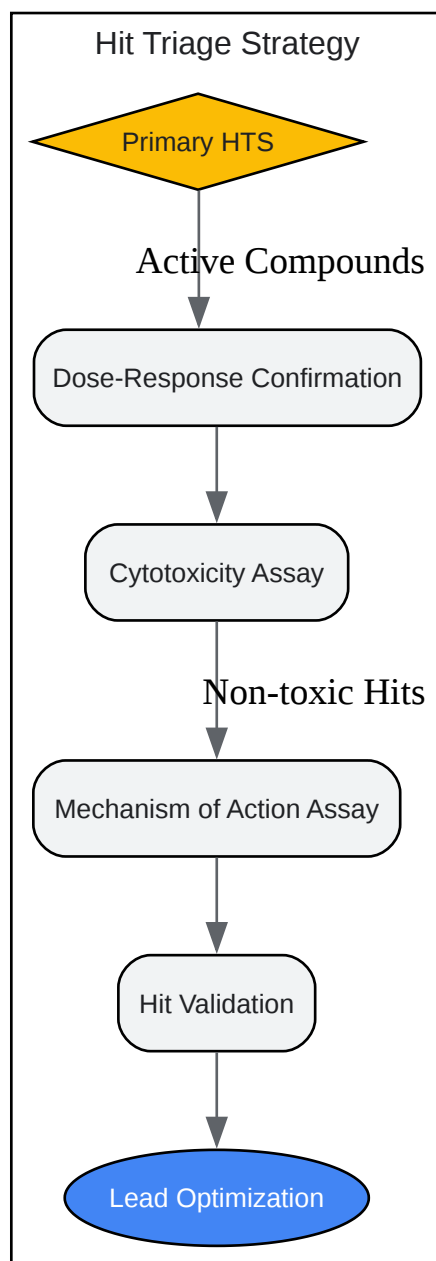 Hit Triage Strategy
Primary HTS
Active Compounds
Dose-Response Confirmation
Cytotoxicity Assay
Non-toxic Hits
Mechanism of Action Assay
Hit Validation
Lead Optimization